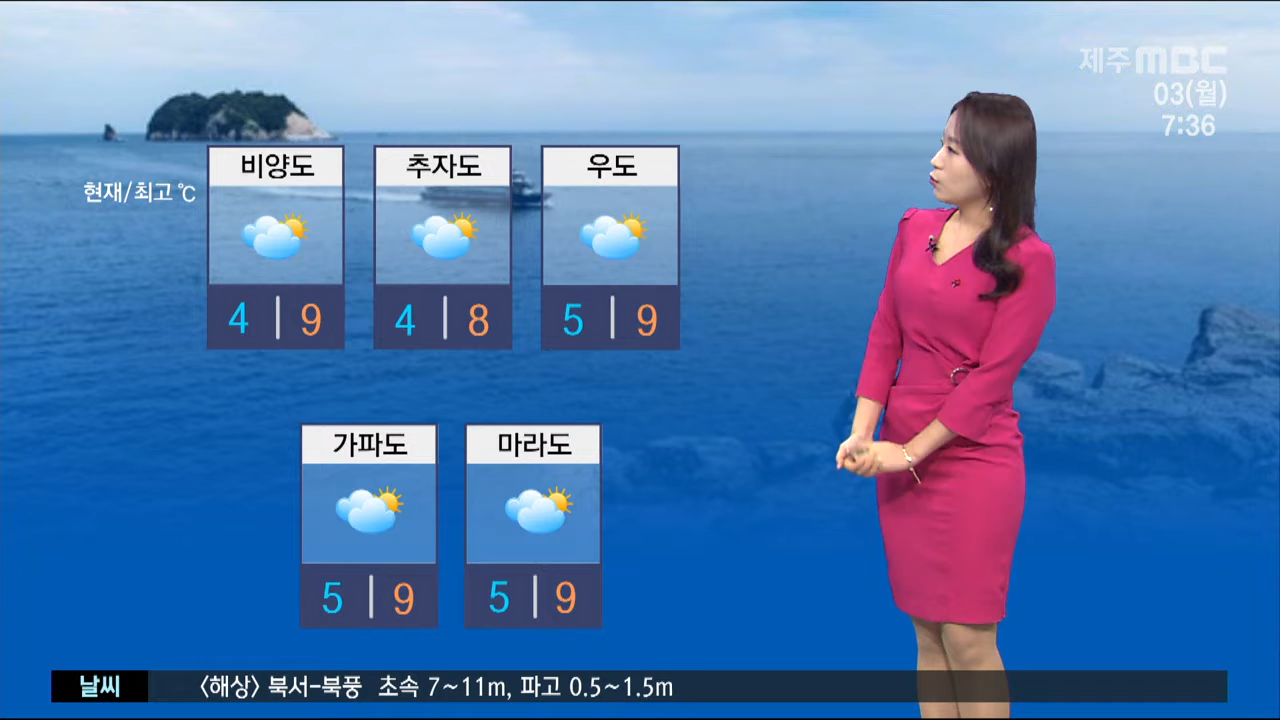 제주MBC
03(월)
7:36
현재/최고 ℃
비양도 추자도 우도
4 | 9 4 | 8 5 | 9
가파도 마라도
5 | 9 5 | 9
날씨 〈해상〉 북서-북풍 초속 7~11m, 파고 0.5~1.5m